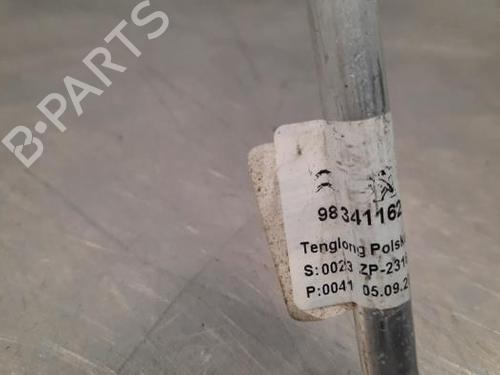 B-PARTS
98341162
Tenglong Polsk
S:0023 ZP-231
P:0041 05.09.2